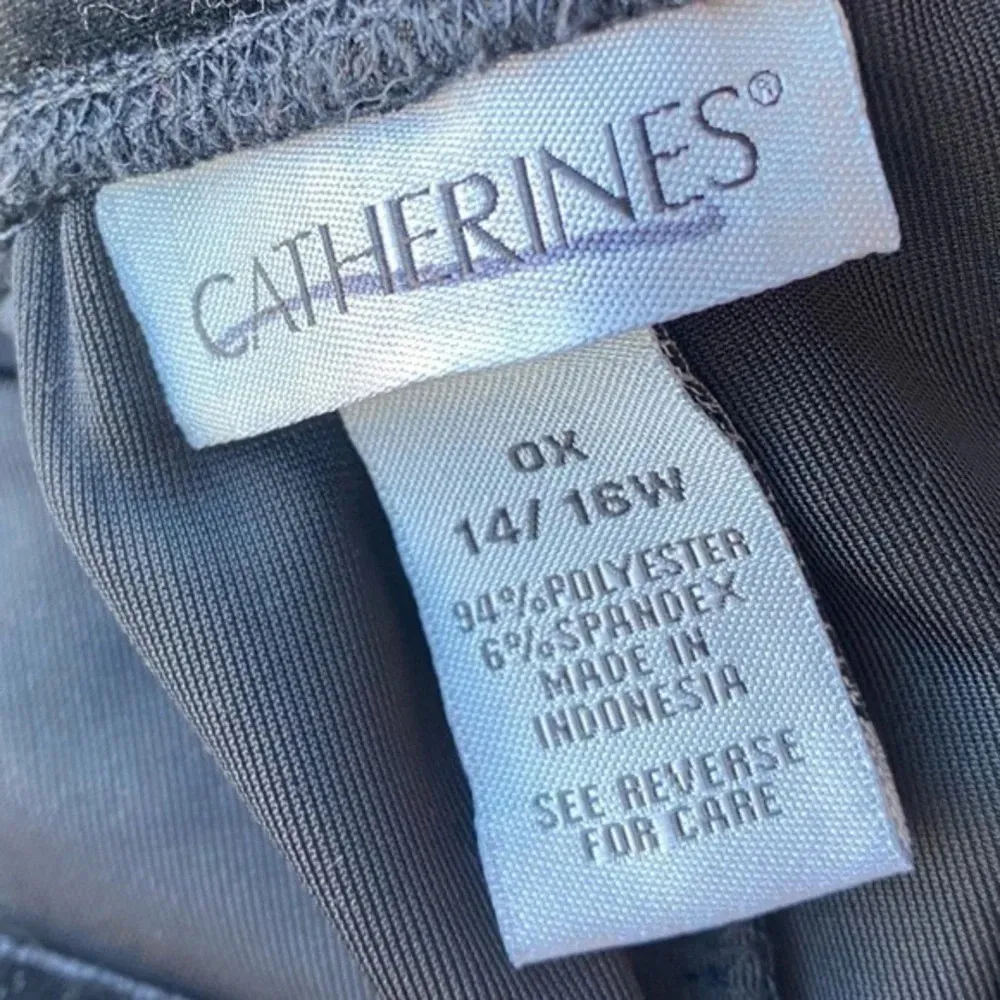 CATHERINES®
0X
14/16W
94%POLYESTER
6%SPANDEX
MADE IN
INDONESIA
SEE REVERSE
FOR CARE